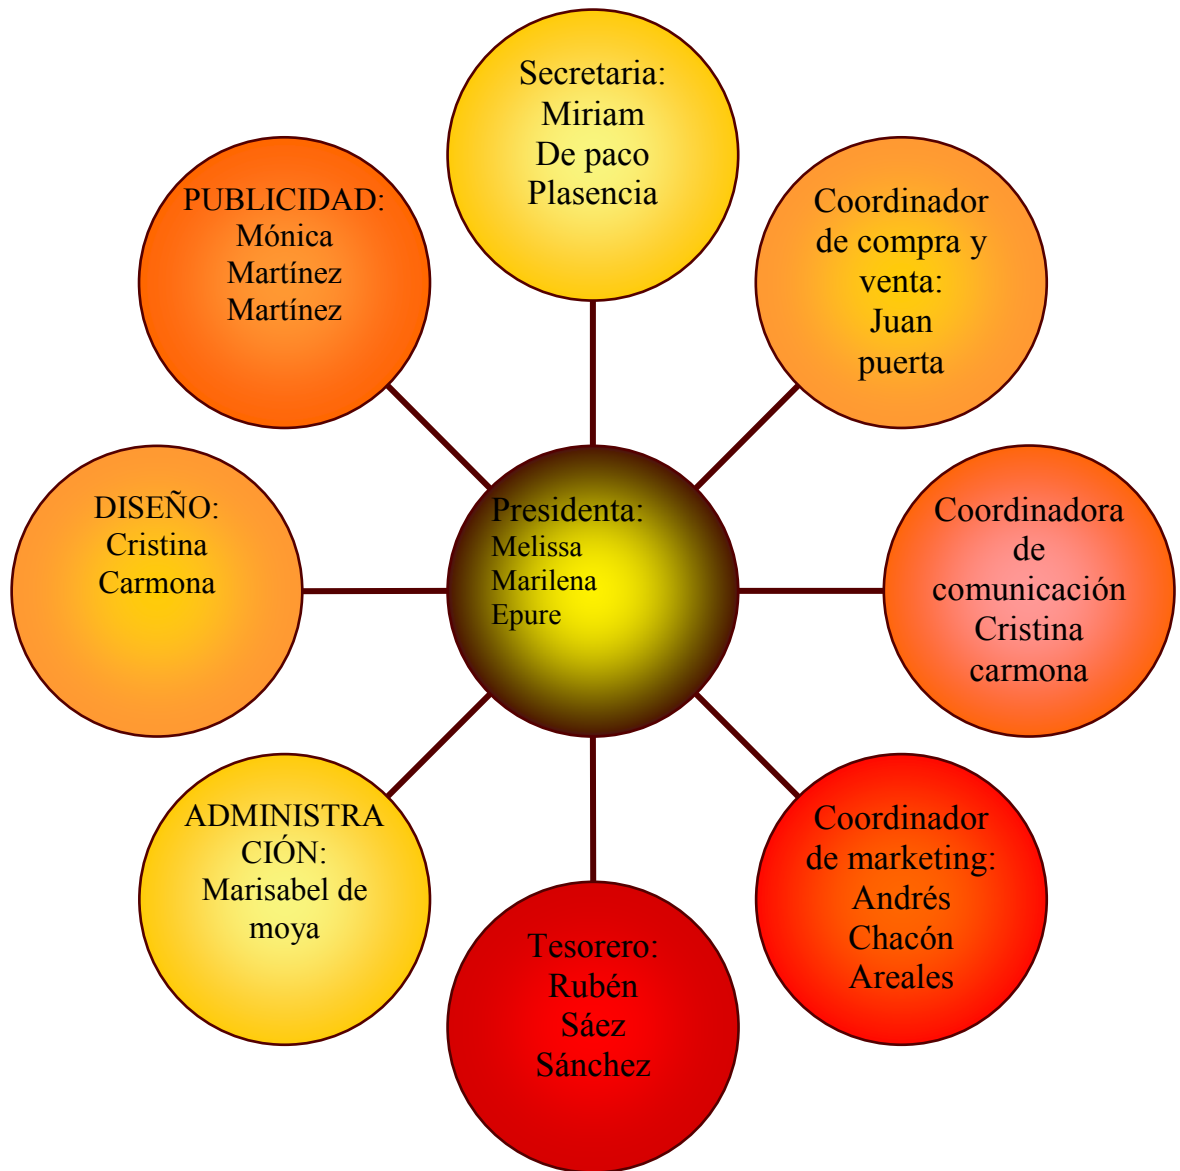 Secretaria:
Miriam
De paco
Plasencia
Coordinador
de compra y
venta:
Juan
puerta
Coordinadora
de
comunicación
Cristina
carmona
Coordinador
de marketing:
Andrés
Chacón
Areales
Tesorero:
Rubén
Sáez
Sánchez
ADMINISTRA
CIÓN:
Marisabel de
moya
DISEÑO:
Cristina
Carmona
PUBLICIDAD:
Mónica
Martínez
Martínez
Presidenta:
Melissa
Marilena
Epure